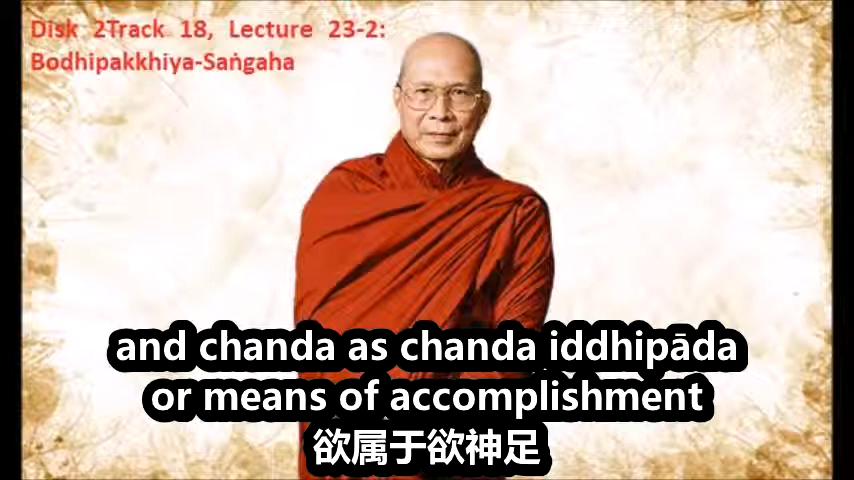 Disk 2Track 18, Lecture 23-2:
Bodhipakkhiya-Saṅgaha
and chanda as chanda iddhipāda
or means of accomplishment
欲属于欲神足